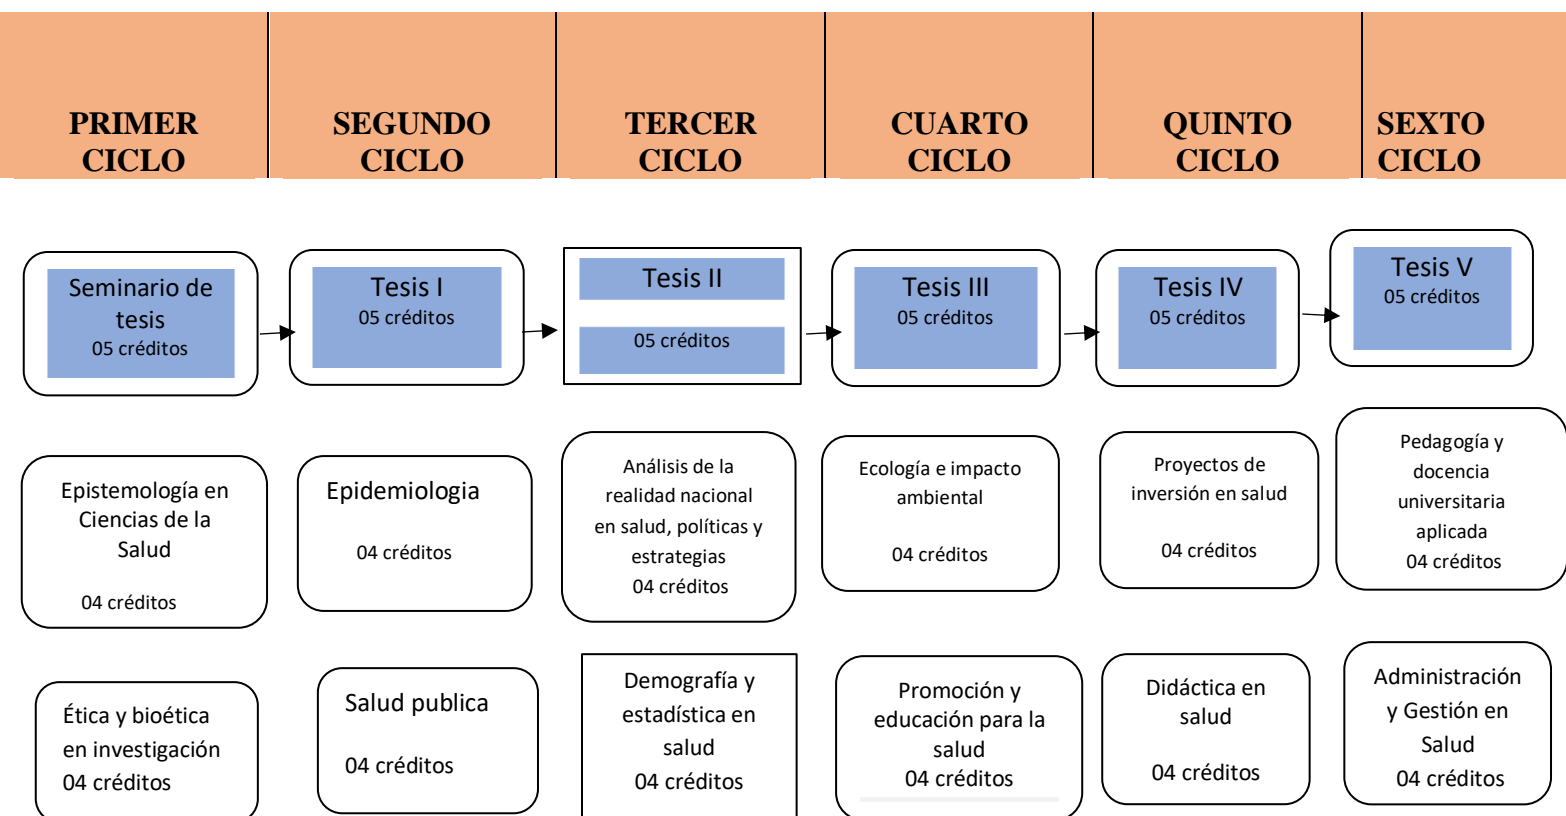 PRIMER
CICLO
SEGUNDO
CICLO
TERCER
CICLO
CUARTO
CICLO
QUINTO
CICLO
SEXTO
CICLO
Seminario de
tesis
05 créditos
Tesis I
05 créditos
Tesis II
05 créditos
Tesis III
05 créditos
Tesis IV
05 créditos
Tesis V
05 créditos
Epistemología en
Ciencias de la
Salud
04 créditos
Epidemiologia
04 créditos
Análisis de la
realidad nacional
en salud, políticas y
estrategias
04 créditos
Ecología e impacto
ambiental
04 créditos
Proyectos de
inversión en salud
04 créditos
Pedagogía y
docencia
universitaria
aplicada
04 créditos
Ética y bioética
en investigación
04 créditos
Salud publica
04 créditos
Demografía y
estadística en
salud
04 créditos
Promoción y
educación para la
salud
04 créditos
Didáctica en
salud
04 créditos
Administración
y Gestión en
Salud
04 créditos